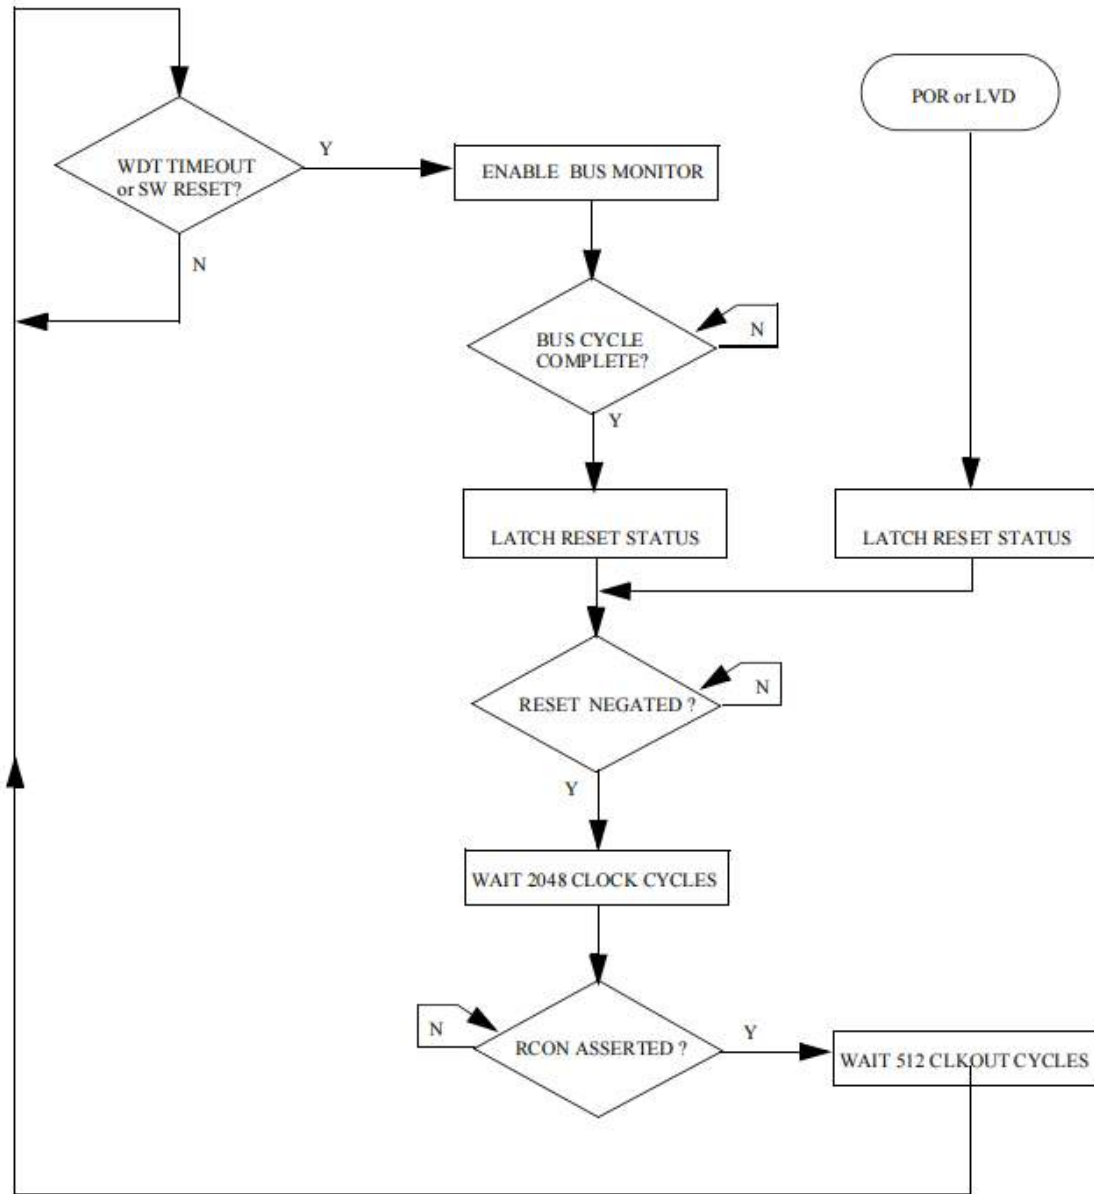 POR or LVD
WDT TIMEOUT
or SW RESET?
Y
ENABLE BUS MONITOR
N
BUS CYCLE
COMPLETE?
N
Y
LATCH RESET STATUS
LATCH RESET STATUS
RESET NEGATED ?
N
Y
WAIT 2048 CLOCK CYCLES
N
RCON ASSERTED ?
Y
WAIT 512 CLKOUT CYCLES